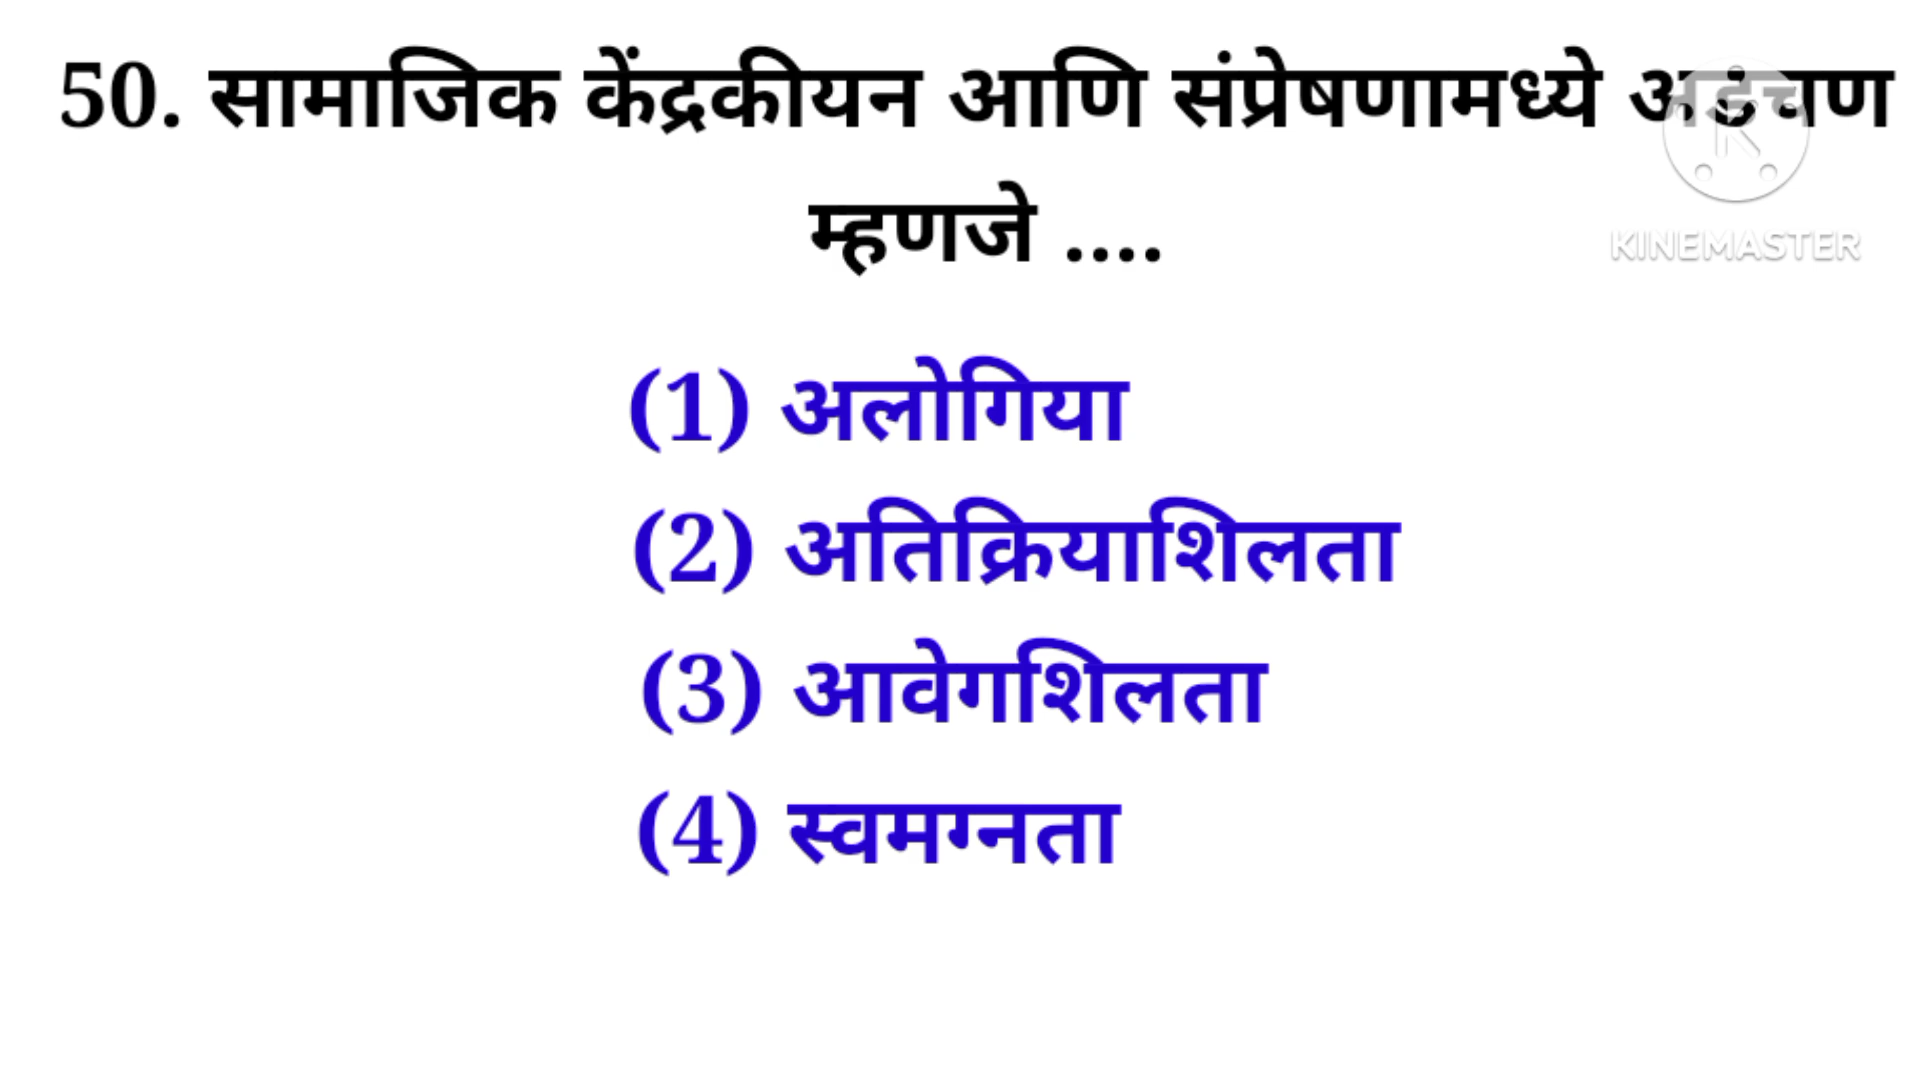 50. सामाजिक केंद्रकीयन आणि संप्रेषणामध्ये अडचण
म्हणजे ....
KINEMASTER
(1) अलोगिया
(2) अतिक्रियाशिलता
(3) आवेगशिलता
(4) स्वमग्नता